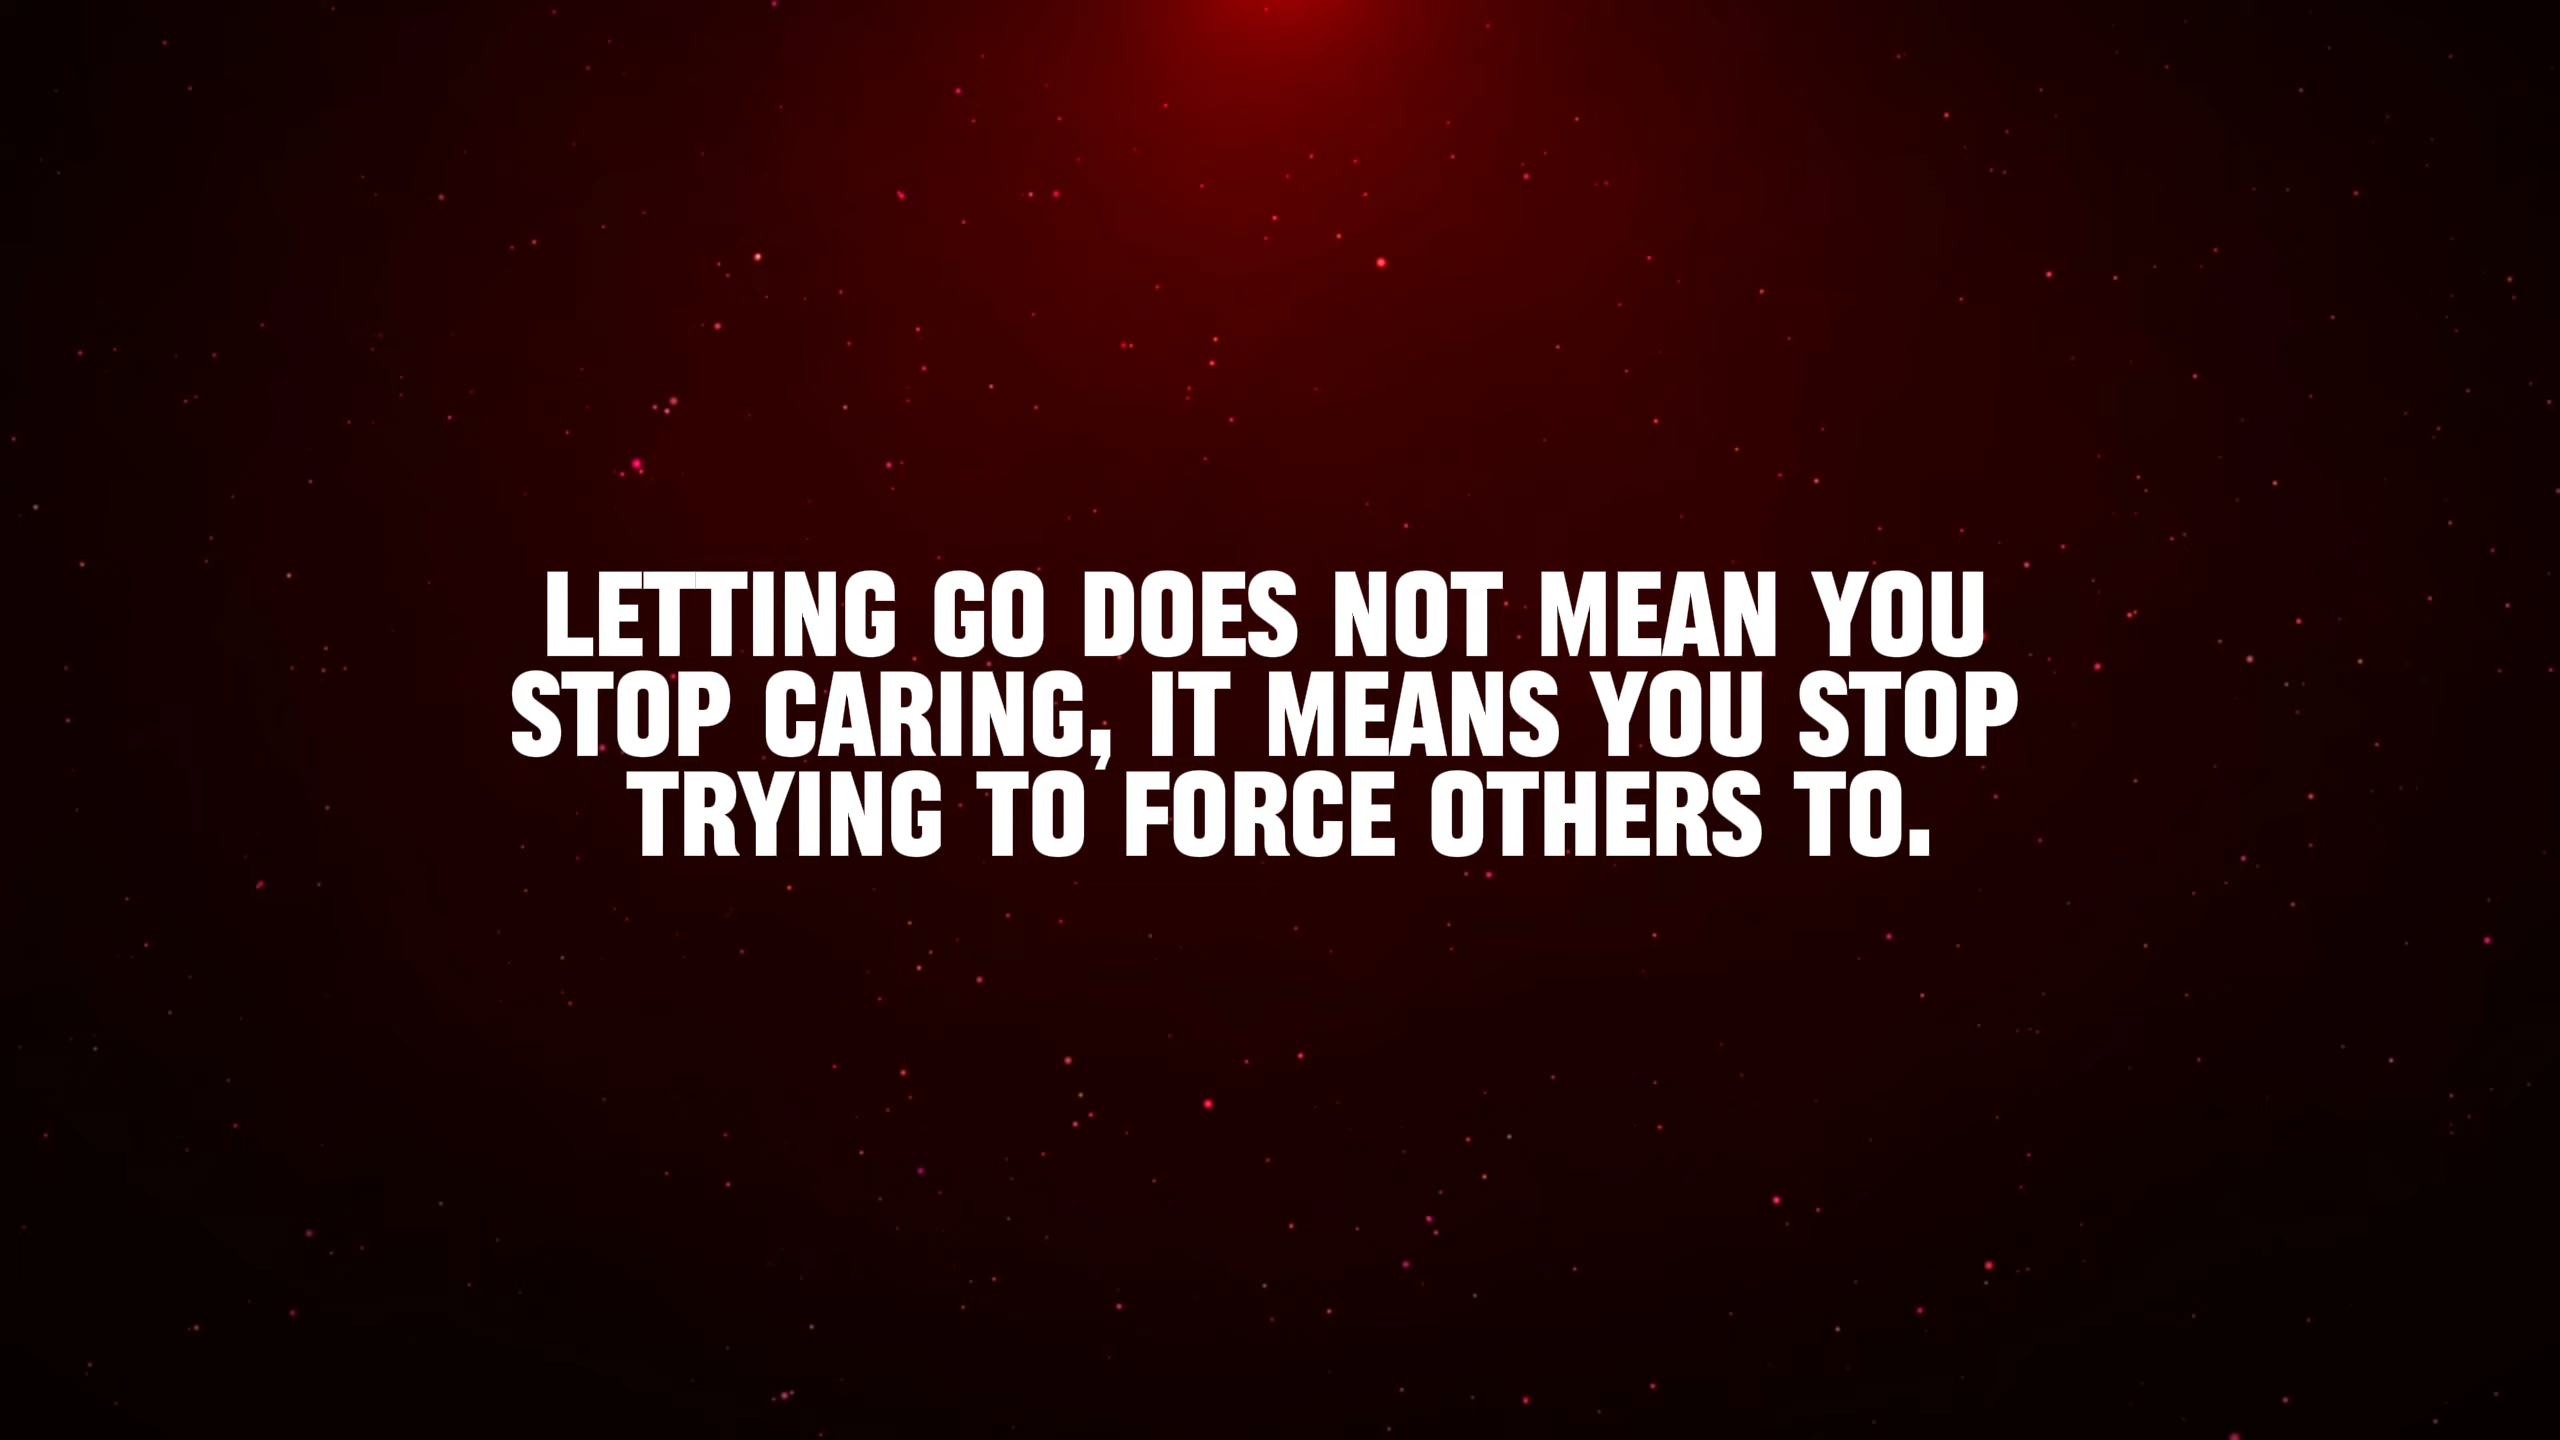 LETTING GO DOES NOT MEAN YOU
STOP CARING, IT MEANS YOU STOP
TRYING TO FORCE OTHERS TO.